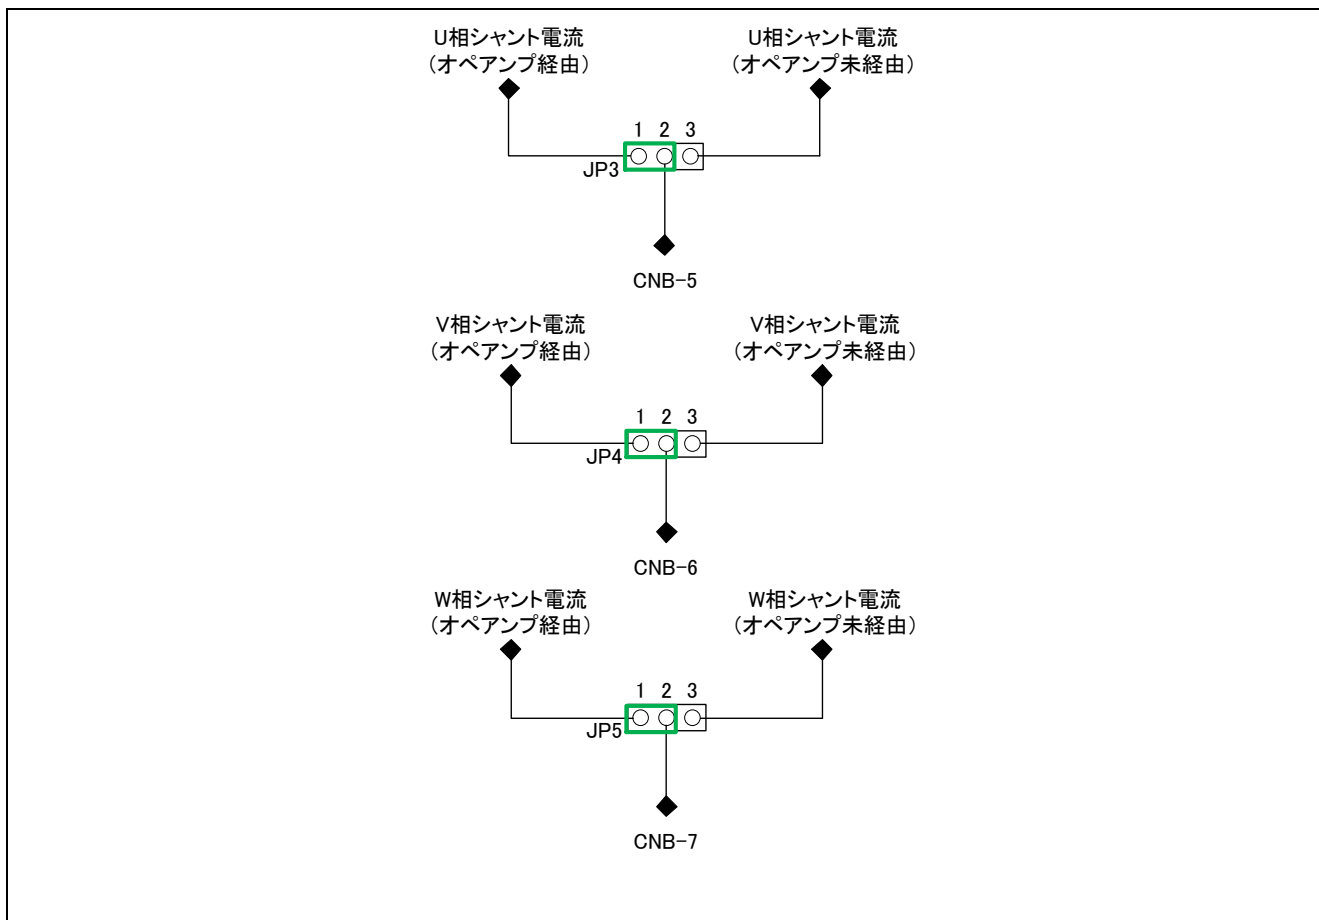 U相シャント電流
（オペアンプ経由）
U相シャント電流
（オペアンプ未経由）
1 2 3
JP3
CNB-5
V相シャント電流
（オペアンプ経由）
V相シャント電流
（オペアンプ未経由）
1 2 3
JP4
CNB-6
W相シャント電流
（オペアンプ経由）
W相シャント電流
（オペアンプ未経由）
1 2 3
JP5
CNB-7